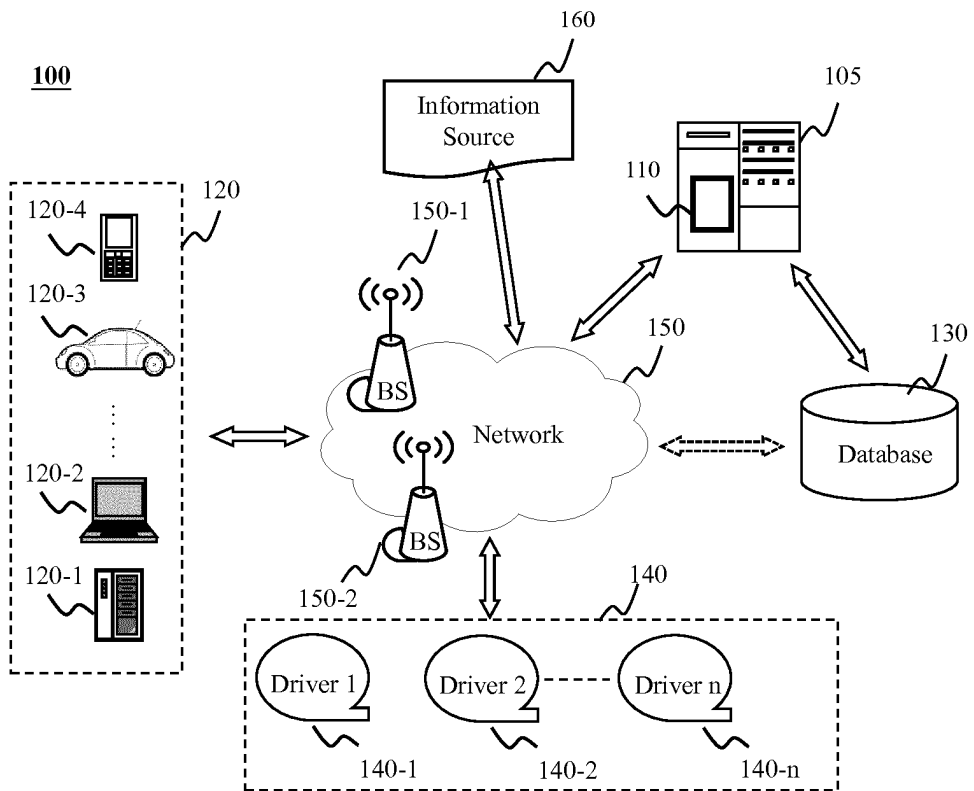 100
160
Information
Source
105
110
120
120-4
150-1
120-3
150
130
BS
Network
Database
120-2
BS
120-1
150-2
140
Driver 1
Driver 2
Driver n
140-1
140-2
140-n